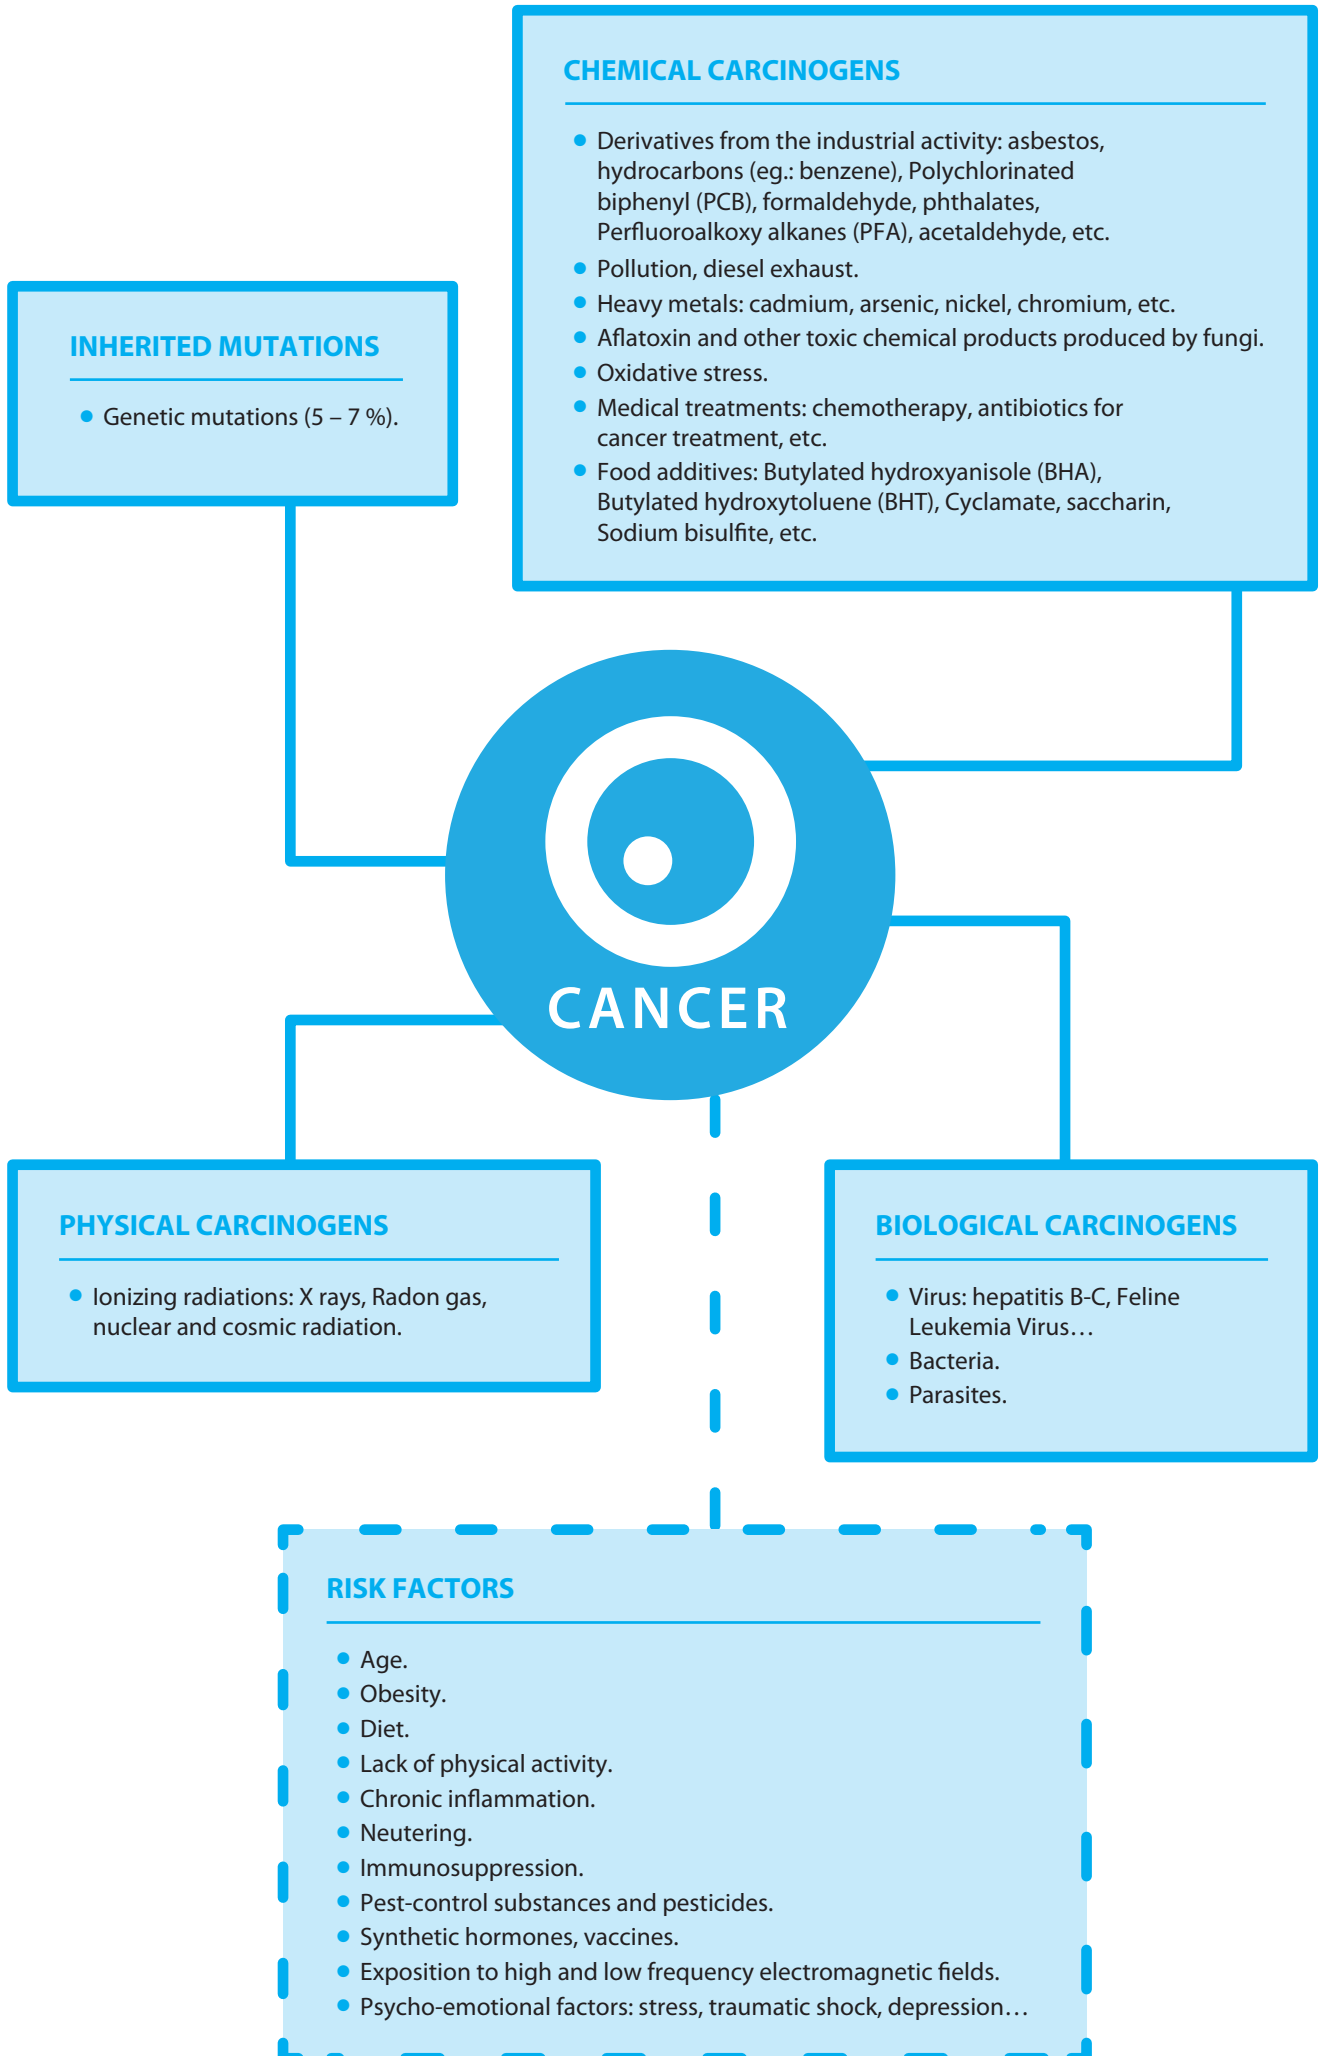 CHEMICAL CARCINOGENS
Derivatives from the industrial activity: asbestos,
hydrocarbons (eg.: benzene), Polychlorinated
biphenyl (PCB), formaldehyde, phthalates,
Perfluoroalkoxy alkanes (PFA), acetaldehyde, etc.
Pollution, diesel exhaust.
Heavy metals: cadmium, arsenic, nickel, chromium, etc.
Aflatoxin and other toxic chemical products produced by fungi.
Oxidative stress.
Medical treatments: chemotherapy, antibiotics for
cancer treatment, etc.
Food additives: Butylated hydroxyanisole (BHA),
Butylated hydroxytoluene (BHT), Cyclamate, saccharin,
Sodium bisulfite, etc.
INHERITED MUTATIONS
Genetic mutations (5 – 7 %).
CANCER
PHYSICAL CARCINOGENS
Ionizing radiations: X rays, Radon gas,
nuclear and cosmic radiation.
BIOLOGICAL CARCINOGENS
Virus: hepatitis B-C, Feline
Leukemia Virus…
Bacteria.
Parasites.
RISK FACTORS
Age.
Obesity.
Diet.
Lack of physical activity.
Chronic inflammation.
Neutering.
Immunosuppression.
Pest-control substances and pesticides.
Synthetic hormones, vaccines.
Exposition to high and low frequency electromagnetic fields.
Psycho-emotional factors: stress, traumatic shock, depression…